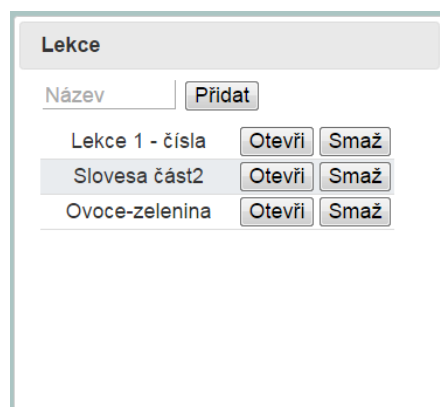 Lekce
Název Přidat
Lekce 1 - čísla Otevři Smaž
Slovesa část2 Otevři Smaž
Ovoce-zelenina Otevři Smaž